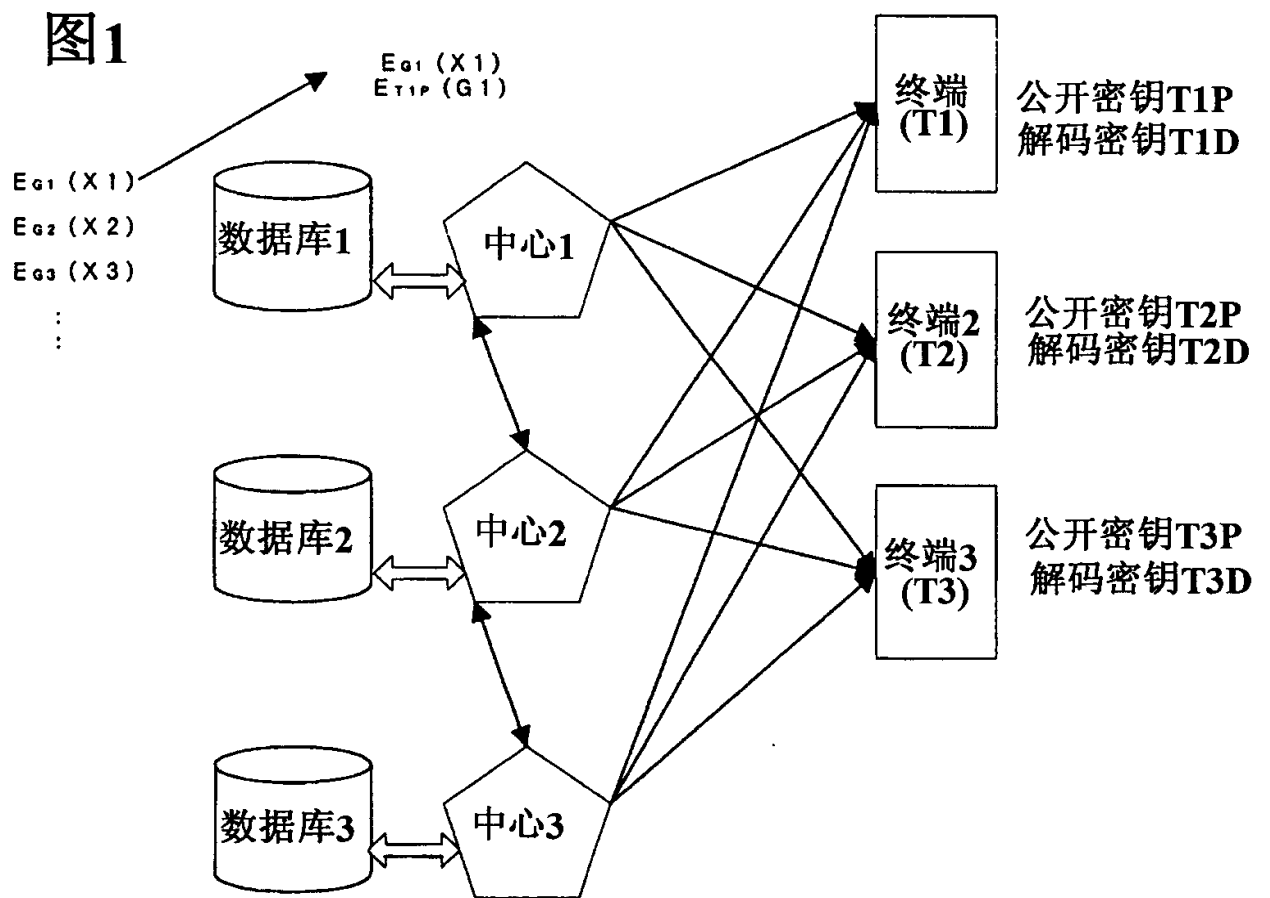 图1
EG1 (X1)
ET1P (G1)
EG1 (X1)
EG2 (X2)
EG3 (X3)
数据库1
中心1
终端
(T1)
公开密钥T1P
解码密钥T1D
终端2
(T2)
公开密钥T2P
解码密钥T2D
数据库2
中心2
终端3
(T3)
公开密钥T3P
解码密钥T3D
数据库3
中心3